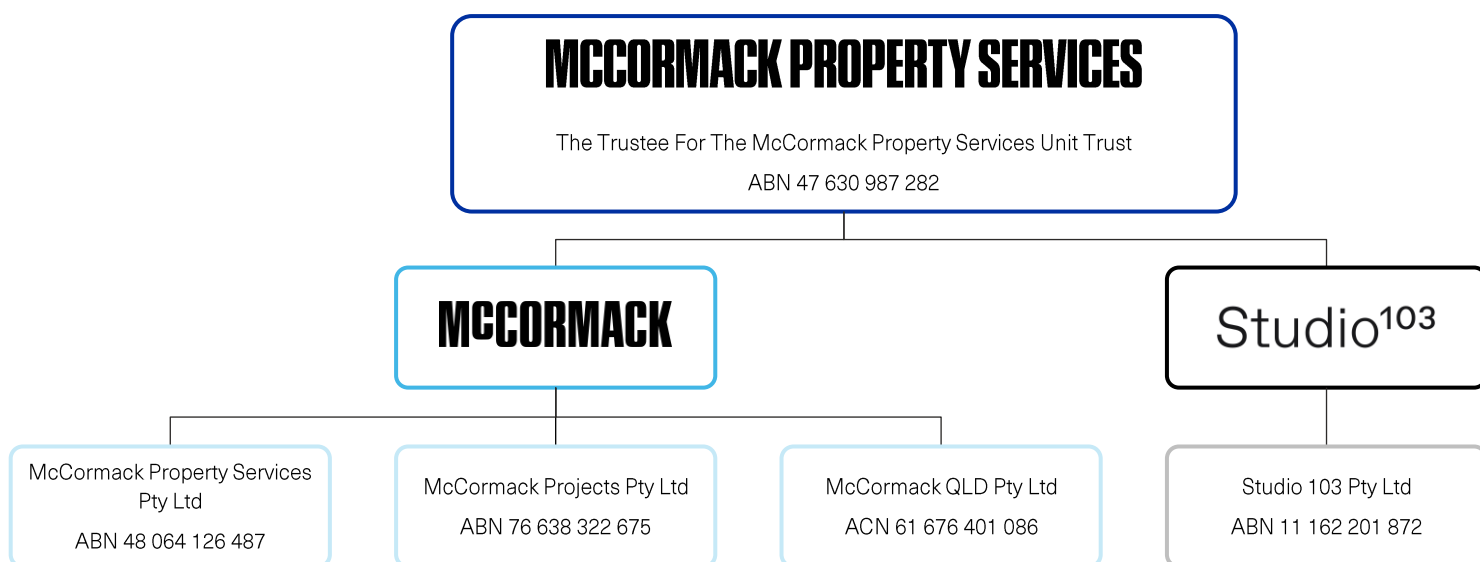 MCCORMACK PROPERTY SERVICES
The Trustee For The McCormack Property Services Unit Trust
ABN 47 630 987 282
MCCORMACK
Studio¹⁰³
McCormack Property Services
Pty Ltd
ABN 48 064 126 487
McCormack Projects Pty Ltd
ABN 76 638 322 675
McCormack QLD Pty Ltd
ACN 61 676 401 086
Studio 103 Pty Ltd
ABN 11 162 201 872